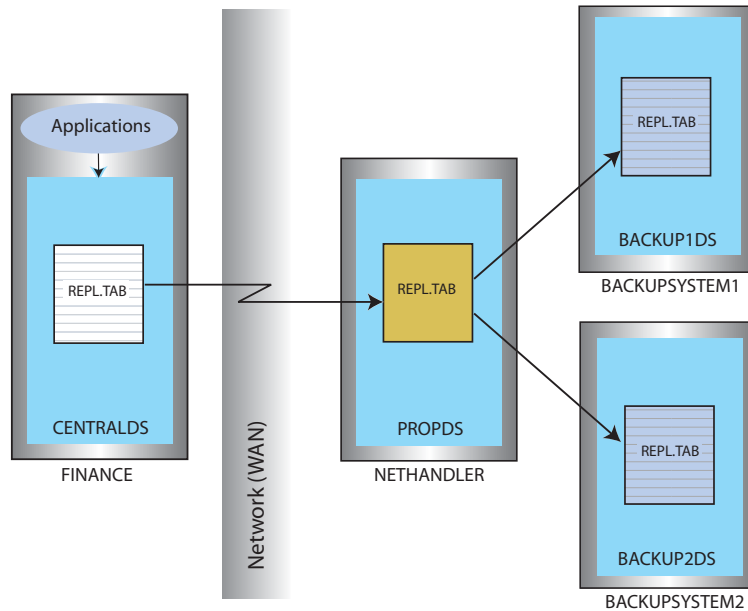 Applications
REPL.TAB
CENTRALDS
FINANCE
Network (WAN)
REPL.TAB
PROPDS
NETHANDLER
REPL.TAB
BACKUP1DS
BACKUPSYSTEM1
REPL.TAB
BACKUP2DS
BACKUPSYSTEM2